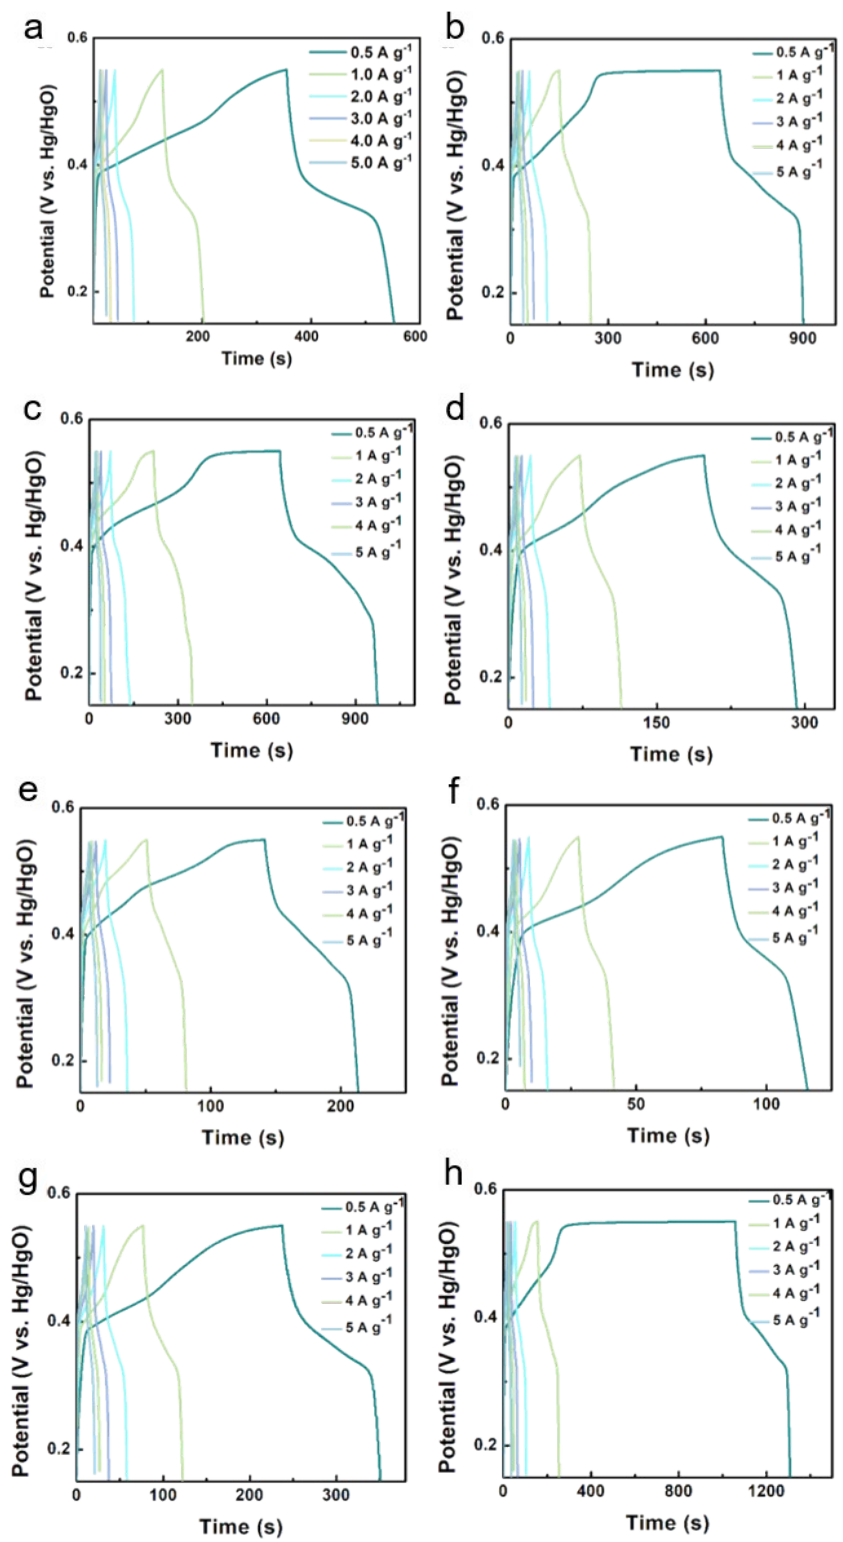 a
0.6
0.4
0.2
200
400
600
Potential (V vs. Hg/HgO)
Time (s)
0.5 A g-1
1.0 A g-1
2.0 A g-1
3.0 A g-1
4.0 A g-1
5.0 A g-1
b
0.6
0.4
0.2
0
300
600
900
Potential (V vs. Hg/HgO)
Time (s)
0.5 A g-1
1 A g-1
2 A g-1
3 A g-1
4 A g-1
5 A g-1
c
0.6
0.4
0.2
0
300
600
900
Potential (V vs. Hg/HgO)
Time (s)
0.5 A g-1
1 A g-1
2 A g-1
3 A g-1
4 A g-1
5 A g-1
d
0.6
0.4
0.2
0
150
300
Potential (V vs. Hg/HgO)
Time (s)
0.5 A g-1
1 A g-1
2 A g-1
3 A g-1
4 A g-1
5 A g-1
e
0.6
0.4
0.2
0
100
200
Potential (V vs. Hg/HgO)
Time (s)
0.5 A g-1
1 A g-1
2 A g-1
3 A g-1
4 A g-1
5 A g-1
f
0.6
0.4
0.2
0
50
100
Potential (V vs. Hg/HgO)
Time (s)
0.5 A g-1
1 A g-1
2 A g-1
3 A g-1
4 A g-1
5 A g-1
g
0.6
0.4
0.2
0
100
200
300
Potential (V vs. Hg/HgO)
Time (s)
0.5 A g-1
1 A g-1
2 A g-1
3 A g-1
4 A g-1
5 A g-1
h
0.6
0.4
0.2
0
400
800
1200
Potential (V vs. Hg/HgO)
Time (s)
0.5 A g-1
1 A g-1
2 A g-1
3 A g-1
4 A g-1
5 A g-1